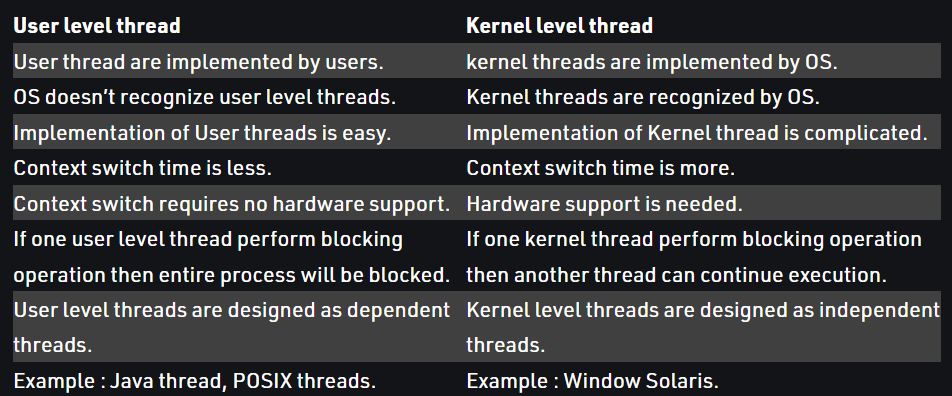 User level thread Kernel level thread
User thread are implemented by users. kernel threads are implemented by OS.
OS doesn’t recognize user level threads. Kernel threads are recognized by OS.
Implementation of User threads is easy. Implementation of Kernel thread is complicated.
Context switch time is less. Context switch time is more.
Context switch requires no hardware support. Hardware support is needed.
If one user level thread perform blocking If one kernel thread perform blocking operation
operation then entire process will be blocked. then another thread can continue execution.
User level threads are designed as dependent Kernel level threads are designed as independent
threads. threads.
Example : Java thread, POSIX threads. Example : Window Solaris.